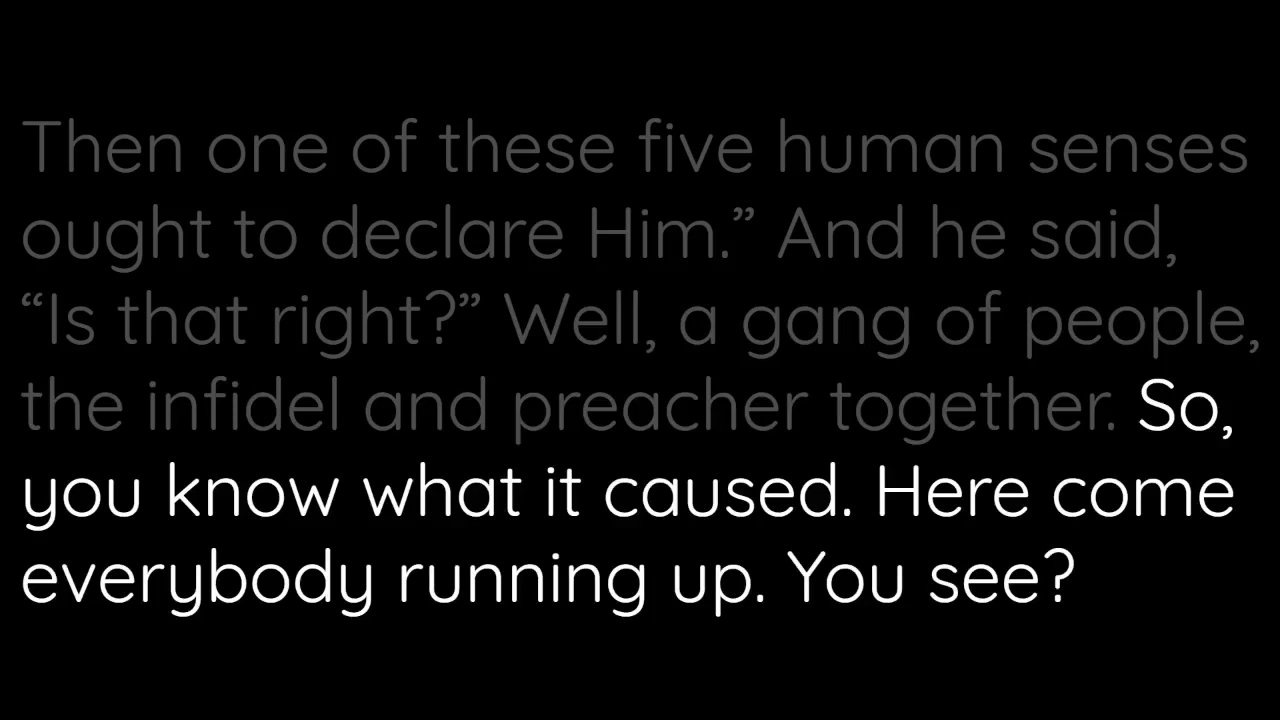 Then one of these five human senses
ought to declare Him.” And he said,
“Is that right?” Well, a gang of people,
the infidel and preacher together. So,
you know what it caused. Here come
everybody running up. You see?